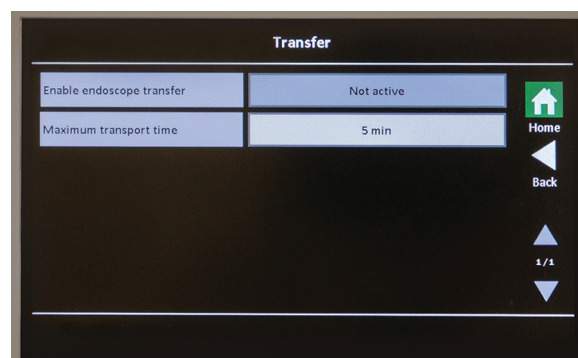 Transfer
Enable endoscope transfer
Not active
Maximum transport time
5 min
Home
Back
1/1